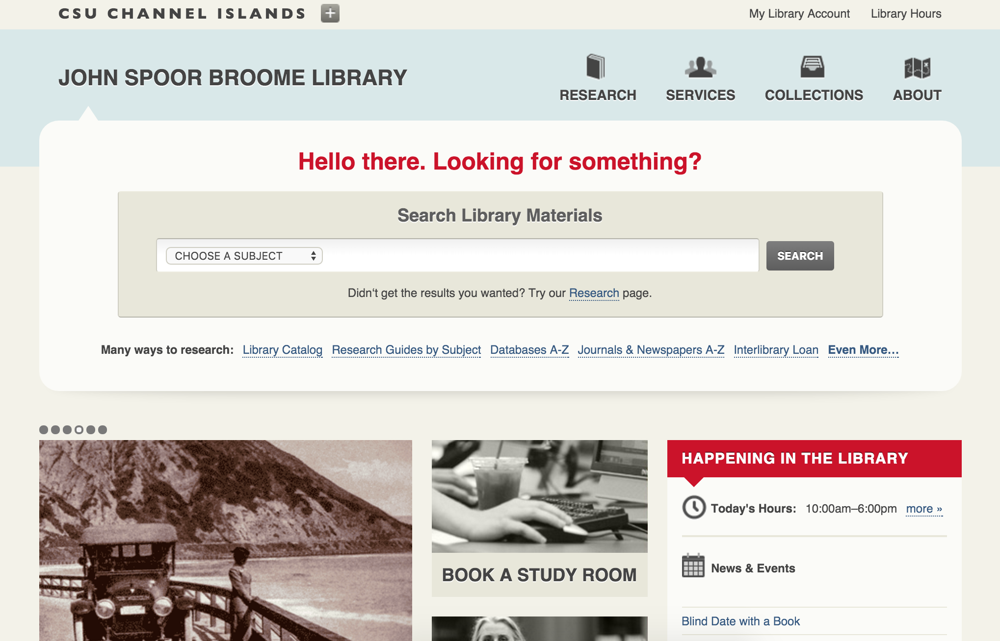 CSU CHANNEL ISLANDS
My Library Account Library Hours
JOHN SPOOR BROOME LIBRARY
RESEARCH SERVICES COLLECTIONS ABOUT
Hello there. Looking for something?
Search Library Materials
CHOOSE A SUBJECT
SEARCH
Didn‘t get the results you wanted? Try our Research page.
Many ways to research: Library Catalog Research Guides by Subject Databases A-Z Journals & Newspapers A-Z Interlibrary Loan Even More...
BOOK A STUDY ROOM
HAPPENING IN THE LIBRARY
Today's Hours: 10:00am–6:00pm more »
News & Events
Blind Date with a Book